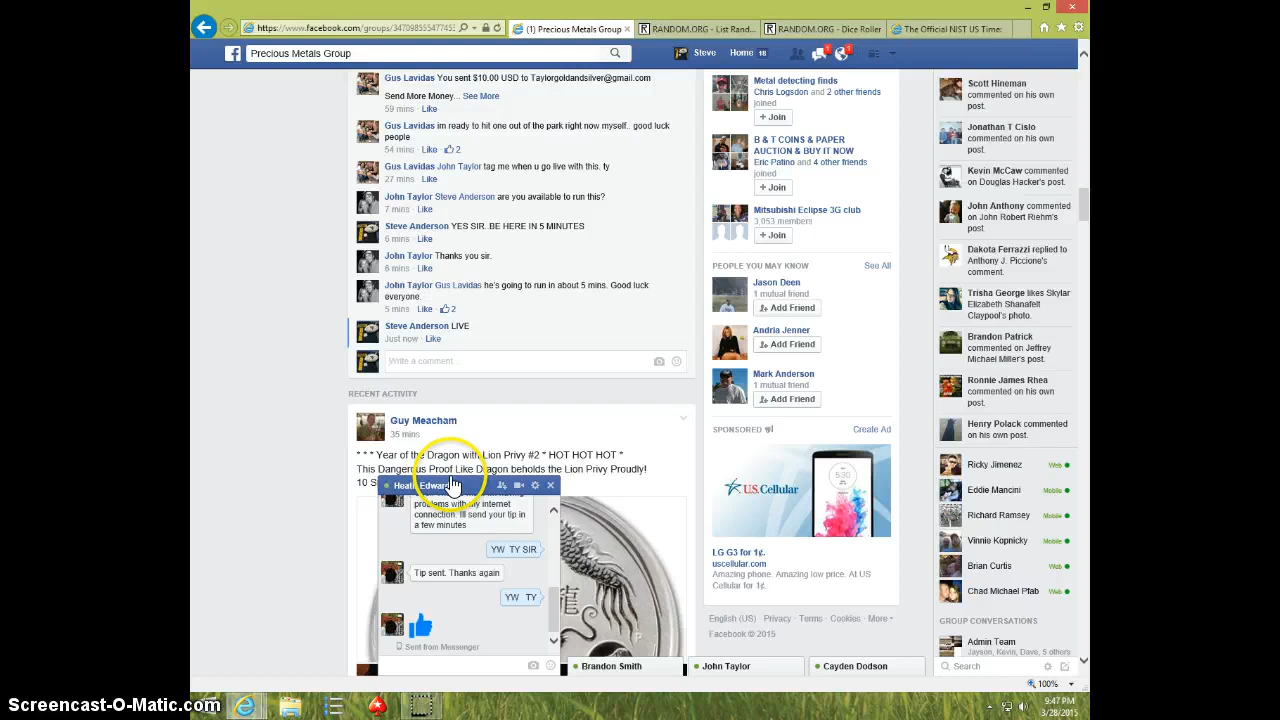 https://www.facebook.com/groups/347098555477453
(1) Precious Metals Group
RANDOM.ORG - List Rand...
RANDOM.ORG - Dice Roller
The Official NIST US Time:
Precious Metals Group
Steve
Home 18
1
1
Gus Lavidas You sent $10.00 USD to Taylorgoldandsilver@gmail.com
Send More Money... See More
59 mins · Like
Gus Lavidas im ready to hit one out of the park right now myself.. good luck
people
54 mins · Like · 2
Gus Lavidas John Taylor tag me when u go live with this. ty
27 mins · Like
John Taylor Steve Anderson are you available to run this?
7 mins · Like
Steve Anderson YES SIR..BE HERE IN 5 MINUTES
6 mins · Like
John Taylor Thanks you sir.
6 mins · Like
John Taylor Gus Lavidas he's going to run in about 5 mins. Good luck
everyone.
5 mins · Like · 2
Steve Anderson LIVE
Just now · Like
Write a comment...
RECENT ACTIVITY
Guy Meacham
35 mins
* * * Year of the Dragon with Lion Privy #2 * HOT HOT HOT *
This Dangerous Proof Like Dragon beholds the Lion Privy Proudly!
10 S
problems with my internet
connection. Ill send your tip in
a few minutes
YW TY SIR
Tip sent. Thanks again
YW TY
Sent from Messenger
Metal detecting finds
Chris Logsdon and 2 other friends
joined
+ Join
B & T COINS & PAPER
AUCTION & BUY IT NOW
Eric Patino and 4 other friends
joined
+ Join
Mitsubishi Eclipse 3G club
3,053 members
+ Join
PEOPLE YOU MAY KNOW See All
Jason Deen
1 mutual friend
Add Friend
Andria Jenner
Add Friend
Mark Anderson
1 mutual friend
Add Friend
SPONSORED Create Ad
U.S. Cellular
5:30
LG G3 for 1¢.
uscellular.com
Amazing phone. Amazing low price. At US
Cellular for 1¢.
English (US) · Privacy · Terms · Cookies · More
Facebook © 2015
Scott Hineman
commented on his own
post.
Jonathan T Cislo
commented on his own
post.
Kevin McCaw commented
on Douglas Hacker's post.
John Anthony commented
on John Robert Riehm's
post.
Dakota Ferrazzi replied to
Anthony J. Piccione's
comment.
Trisha George likes Skylar
Elizabeth Shanafelt
Claypool's photo.
Brandon Patrick
commented on Jeffrey
Michael Miller's post.
Ronnie James Rhea
commented on his own
post.
Henry Polack commented
on his own post.
Ricky Jimenez Web
Eddie Mancini Mobile
Richard Ramsey Mobile
Vinnie Kopnicky Mobile
Brian Curtis Web
Chad Michael Pfab
GROUP CONVERSATIONS
Admin Team
Jayson, Kevin, Dave, 5 others
Brandon Smith
John Taylor
Cayden Dodson
Search
100%
9:47 PM
3/28/2015
Screencast-O-Matic.com